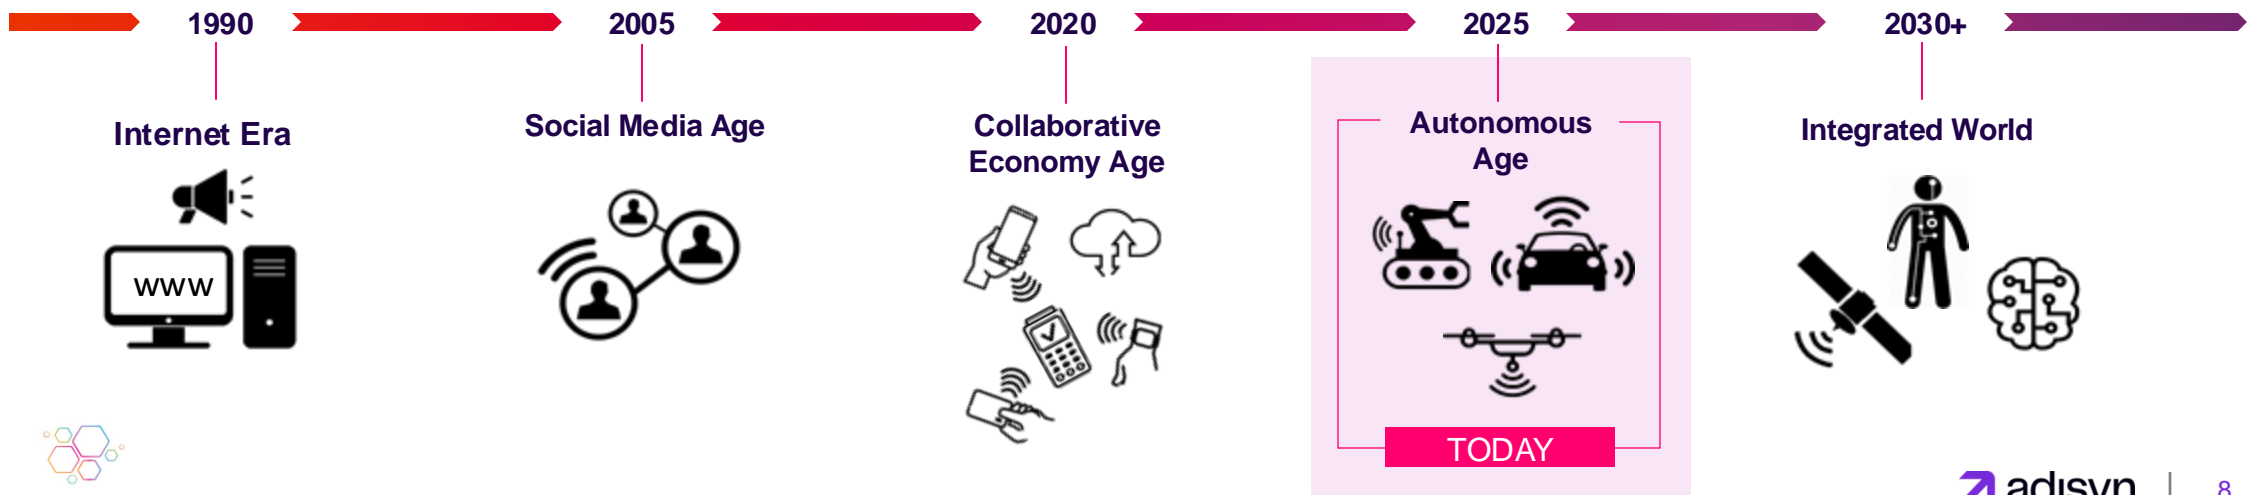 1990
2005
2020
2025
2030+
Internet Era
Social Media Age
Collaborative
Economy Age
Autonomous
Age
Integrated World
www
TODAY
adisyn
8